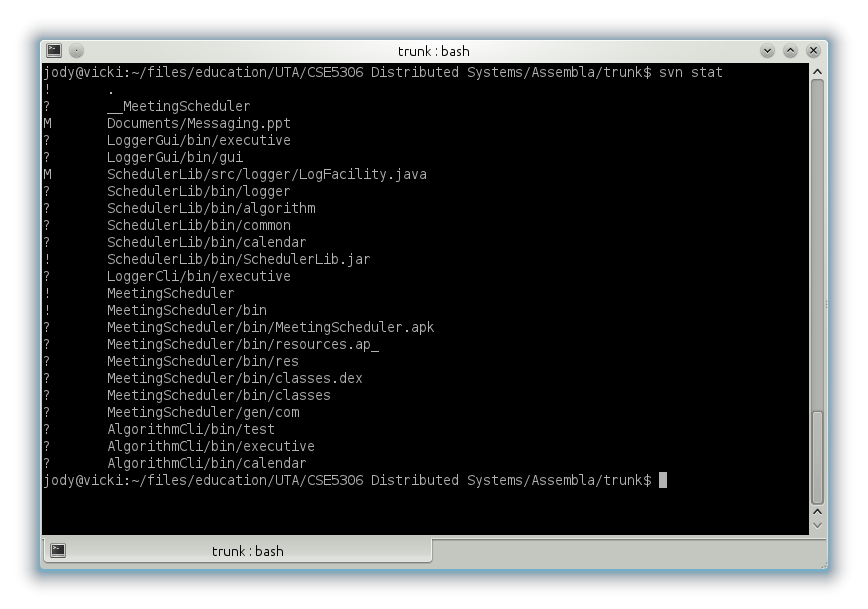 trunk : bash
jody@vicki:~/files/education/UTA/CSE5306 Distributed Systems/Assembla/trunk$ svn stat
!       .
?       __MeetingScheduler
M       Documents/Messaging.ppt
?       LoggerGui/bin/executive
?       LoggerGui/bin/gui
M       SchedulerLib/src/logger/LogFacility.java
?       SchedulerLib/bin/logger
?       SchedulerLib/bin/algorithm
?       SchedulerLib/bin/common
?       SchedulerLib/bin/calendar
!       SchedulerLib/bin/SchedulerLib.jar
?       LoggerCli/bin/executive
!       MeetingScheduler
!       MeetingScheduler/bin
?       MeetingScheduler/bin/MeetingScheduler.apk
?       MeetingScheduler/bin/resources.ap_
?       MeetingScheduler/bin/res
?       MeetingScheduler/bin/classes.dex
?       MeetingScheduler/bin/classes
?       MeetingScheduler/gen/com
?       AlgorithmCli/bin/test
?       AlgorithmCli/bin/executive
?       AlgorithmCli/bin/calendar
jody@vicki:~/files/education/UTA/CSE5306 Distributed Systems/Assembla/trunk$
trunk : bash